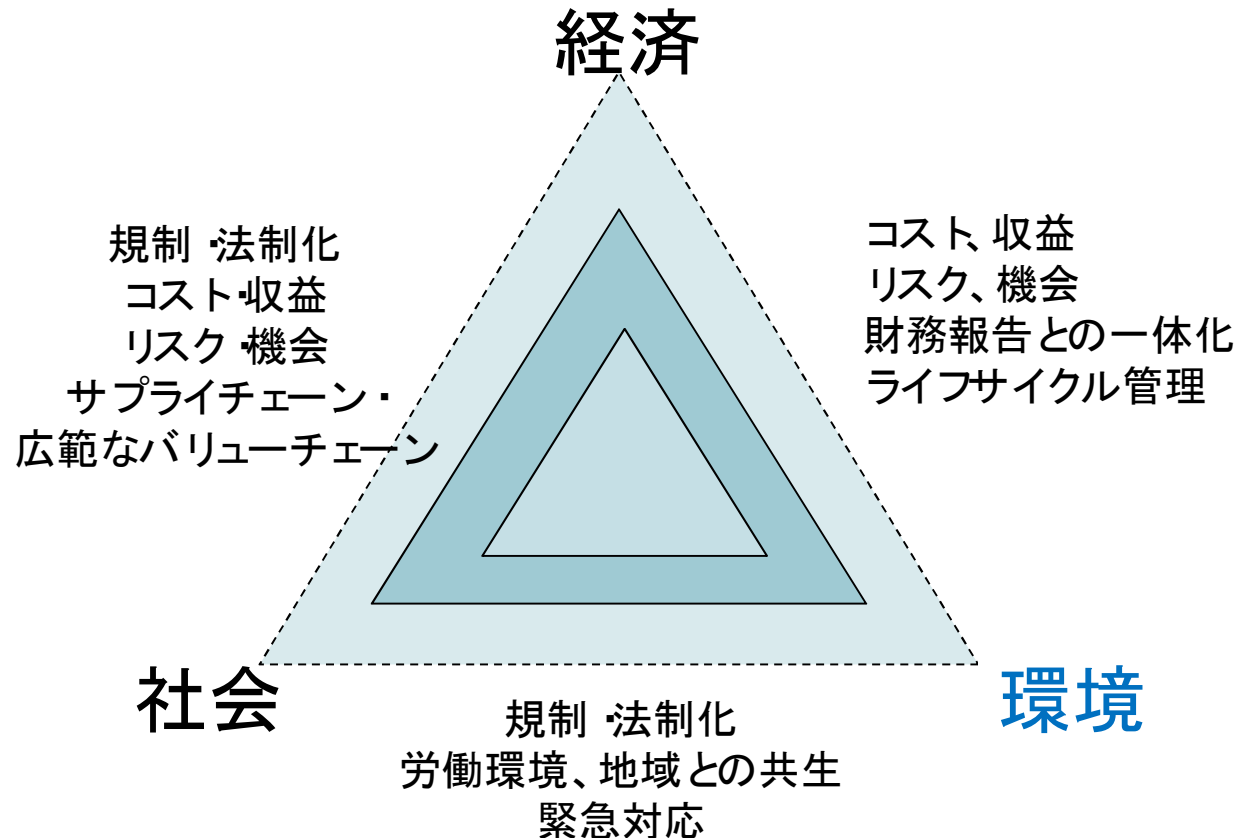 経済
規制・法制化
コスト・収益
リスク・機会
サプライチェーン・
広範なバリューチェーン
コスト、収益
リスク、機会
財務報告との一体化
ライフサイクル管理
社会
環境
規制・法制化
労働環境、地域との共生
緊急対応